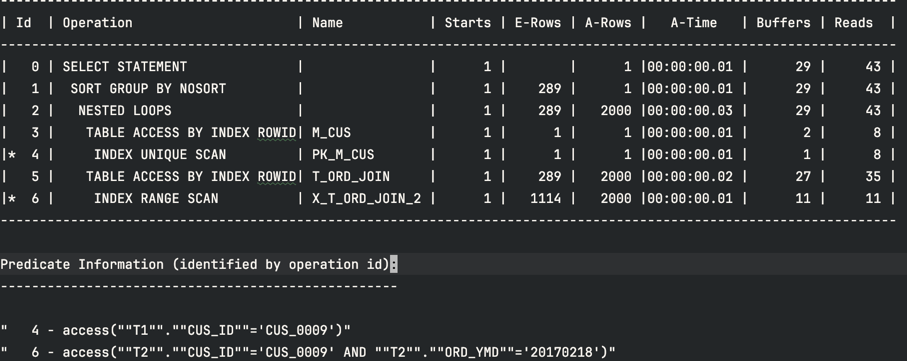 ---------------------------------------------------------------------------------------------------------------
| Id  | Operation                     | Name           | Starts | E-Rows | A-Rows |   A-Time   | Buffers | Reads  |
---------------------------------------------------------------------------------------------------------------
|   0 | SELECT STATEMENT              |                |      1 |        |      1 |00:00:00.01 |      29 |     43 |
|   1 |  SORT GROUP BY NOSORT         |                |      1 |    289 |      1 |00:00:00.01 |      29 |     43 |
|   2 |   NESTED LOOPS                |                |      1 |    289 |   2000 |00:00:00.03 |      29 |     43 |
|   3 |    TABLE ACCESS BY INDEX ROWID| M_CUS          |      1 |      1 |      1 |00:00:00.01 |       2 |      8 |
|*  4 |     INDEX UNIQUE SCAN         | PK_M_CUS       |      1 |      1 |      1 |00:00:00.01 |       1 |      8 |
|   5 |    TABLE ACCESS BY INDEX ROWID| T_ORD_JOIN     |      1 |    289 |   2000 |00:00:00.02 |      27 |     35 |
|*  6 |     INDEX RANGE SCAN          | X_T_ORD_JOIN_2 |      1 |   1114 |   2000 |00:00:00.01 |      11 |     11 |
---------------------------------------------------------------------------------------------------------------
Predicate Information (identified by operation id):
---------------------------------------------------
"   4 - access(""T1"".""CUS_ID""='CUS_0009')"
"   6 - access(""T2"".""CUS_ID""='CUS_0009' AND ""T2"".""ORD_YMD""='20170218')"